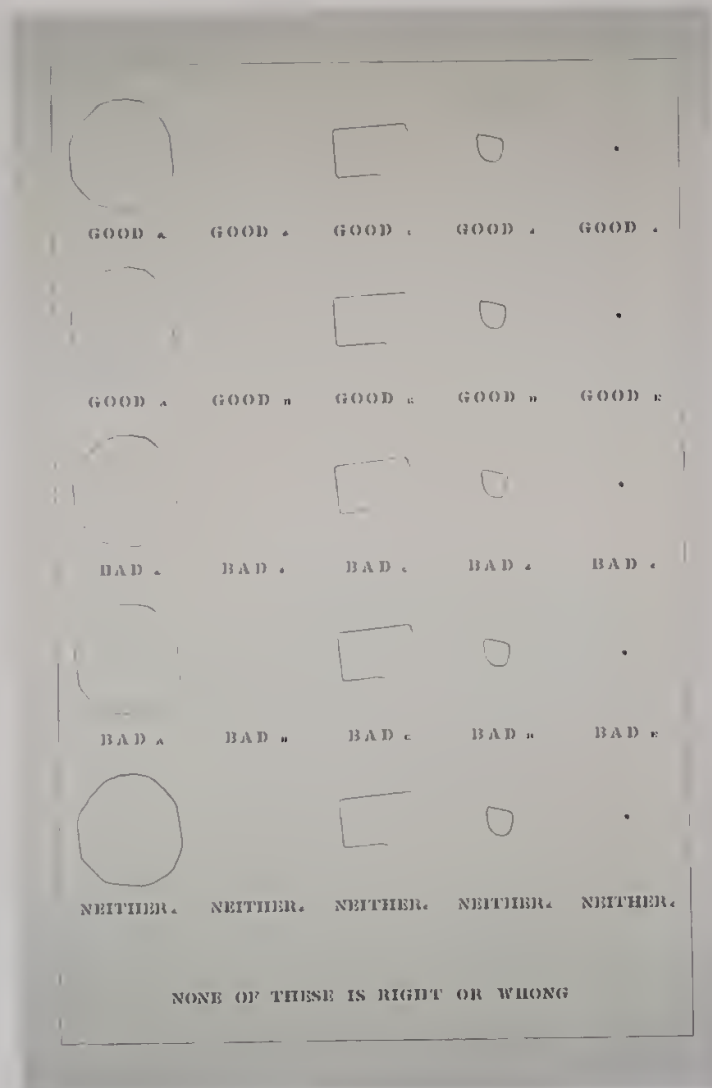 GOOD GOOD GOOD GOOD GOOD
GOOD A GOOD B GOOD C GOOD D GOOD E
BAD BAD BAD BAD BAD
BAD A BAD B BAD C BAD D BAD E
NEITHER NEITHER NEITHER NEITHER NEITHER
NONE OF THESE IS RIGHT OR WRONG